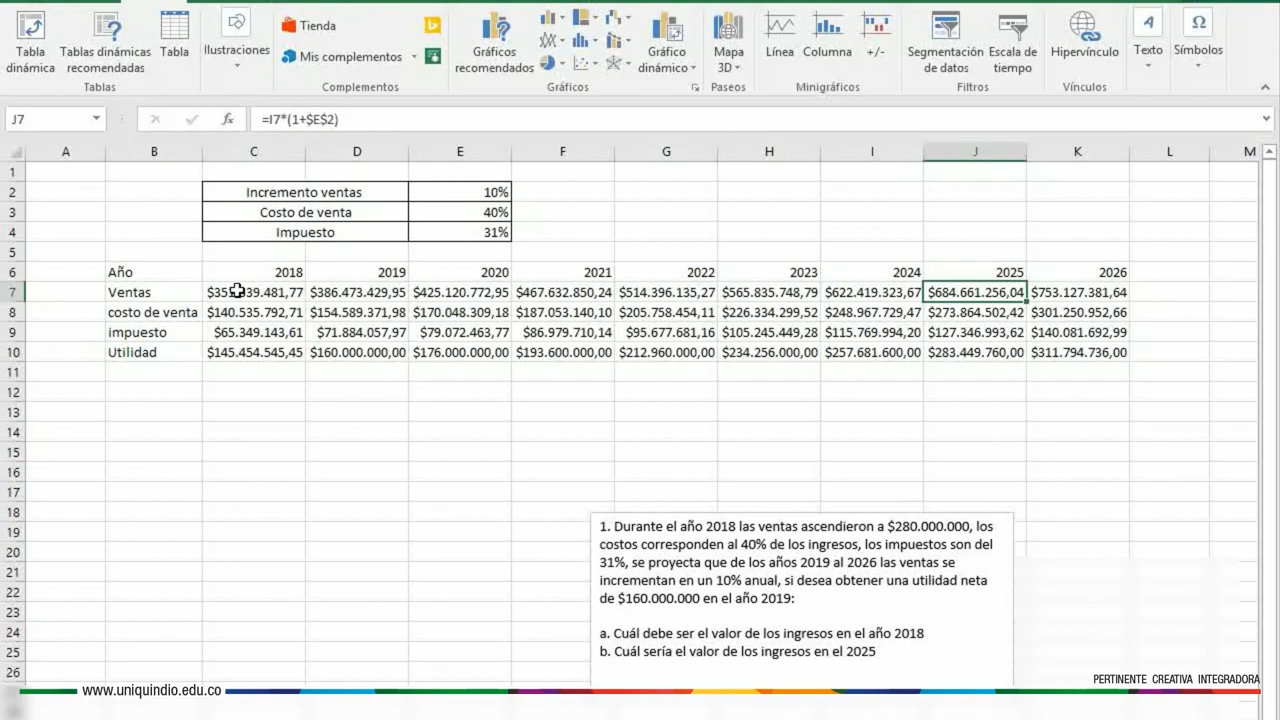 Tienda
Mis complementos
Tabla dinámica
Tablas dinámicas recomendadas
Tabla
Ilustraciones
Gráficos recomendados
Gráfico dinámico
Mapa 3D
Línea
Columna
+/-
Segmentación de datos
Escala de tiempo
Hipervínculo
Texto
Símbolos
Tablas
Complementos
Gráficos
Paseos
Minigráficos
Filtros
Vínculos
J7 fx =I7*(1+$E$2)
A B C D E F G H I J K L M
1
2 Incremento ventas 10%
3 Costo de venta 40%
4 Impuesto 31%
5
6 Año 2018 2019 2020 2021 2022 2023 2024 2025 2026
7 Ventas $386.473.429,95 $425.120.772,95 $467.632.850,24 $514.396.135,27 $565.835.748,79 $622.419.323,67 $684.661.256,04 $753.127.381,64
8 costo de venta $140.535.792,71 $154.589.371,98 $170.048.309,18 $187.053.140,10 $205.758.454,11 $226.334.299,52 $248.967.729,47 $273.864.502,42 $301.250.952,66
9 impuesto $65.349.143,61 $71.884.057,97 $79.072.463,77 $86.979.710,14 $95.677.681,16 $105.245.449,28 $115.769.994,20 $127.346.993,62 $140.081.692,99
10 Utilidad $145.454.545,45 $160.000.000,00 $176.000.000,00 $193.600.000,00 $212.960.000,00 $234.256.000,00 $257.681.600,00 $283.449.760,00 $311.794.736,00
11
12
13
14
15
16
17
18
19
20
21
22
23
24
25
26
1. Durante el año 2018 las ventas ascendieron a $280.000.000, los
costos corresponden al 40% de los ingresos, los impuestos son del
31%, se proyecta que de los años 2019 al 2026 las ventas se
incrementan en un 10% anual, si desea obtener una utilidad neta
de $160.000.000 en el año 2019:
a. Cuál debe ser el valor de los ingresos en el año 2018
b. Cuál sería el valor de los ingresos en el 2025
PERTINENTE CREATIVA INTEGRADORA
www.uniquindio.edu.co